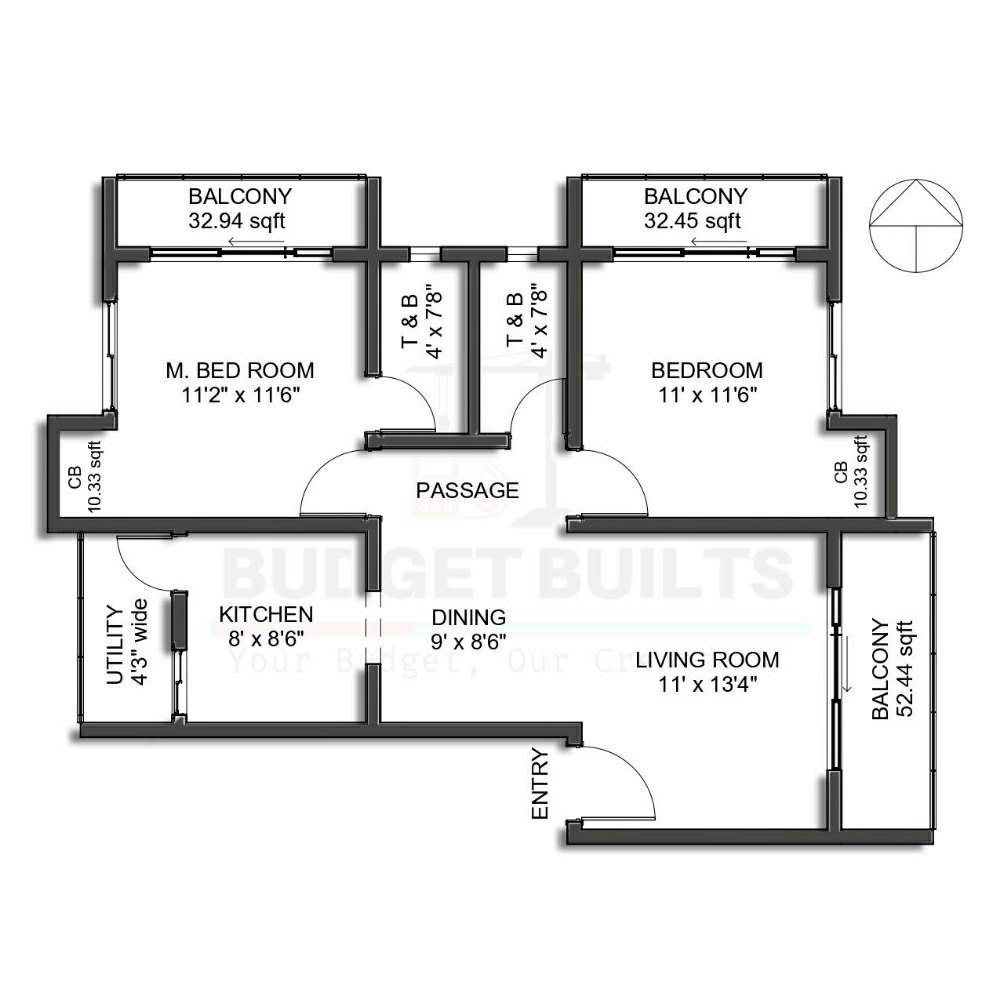 BALCONY
32.94 sqft
BALCONY
32.45 sqft
T & B
4' x 7'8"
T & B
4' x 7'8"
M. BED ROOM
11'2" x 11'6"
BEDROOM
11' x 11'6"
CB
10.33 sqft
PASSAGE
CB
10.33 sqft
BUDGET BUILTS
Your Budget, Our Cr
UTILITY
4'3" wide
KITCHEN
8' x 8'6"
DINING
9' x 8'6"
LIVING ROOM
11' x 13'4"
BALCONY
52.44 sqft
ENTRY